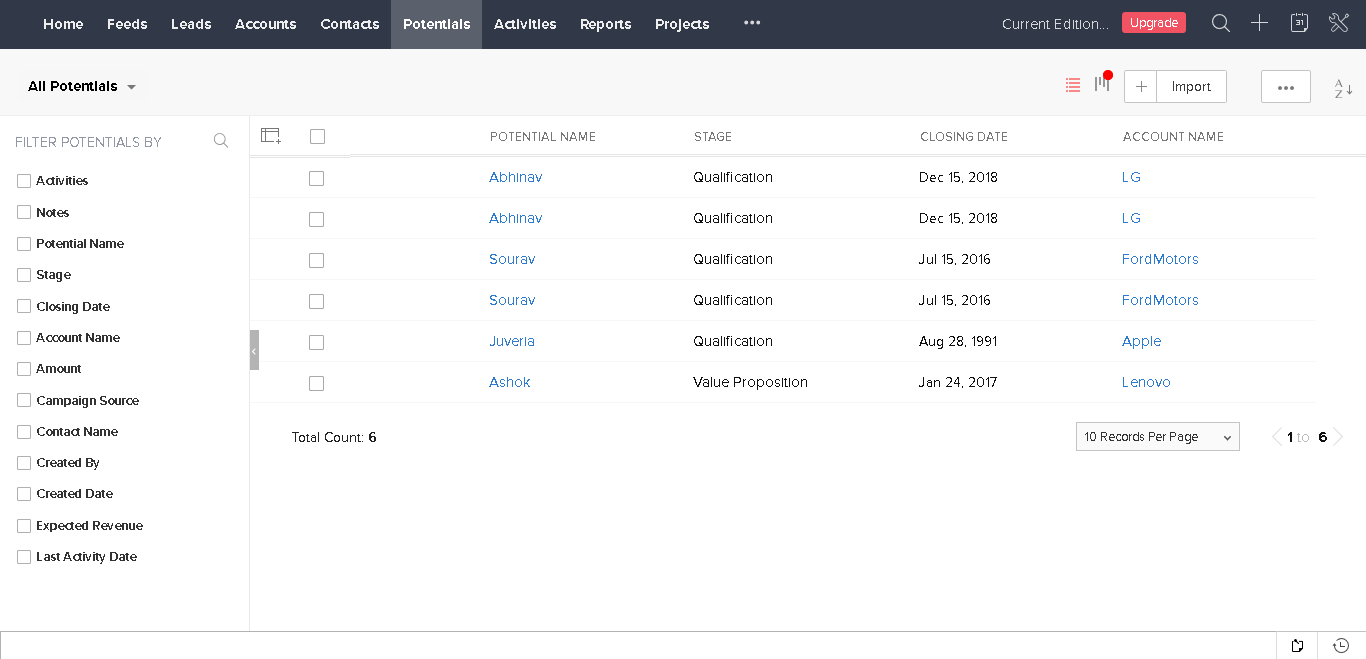 Home Feeds Leads Accounts Contacts Potentials Activities Reports Projects ••• Current Edition... Upgrade 31
All Potentials Import ••• A Z
FILTER POTENTIALS BY POTENTIAL NAME STAGE CLOSING DATE ACCOUNT NAME
Activities
Notes
Potential Name
Stage
Closing Date
Account Name
Amount
Campaign Source
Contact Name
Created By
Created Date
Expected Revenue
Last Activity Date
Abhinav Qualification Dec 15, 2018 LG
Abhinav Qualification Dec 15, 2018 LG
Sourav Qualification Jul 15, 2016 FordMotors
Sourav Qualification Jul 15, 2016 FordMotors
Juveria Qualification Aug 28, 1991 Apple
Ashok Value Proposition Jan 24, 2017 Lenovo
Total Count: 6 10 Records Per Page 1 to 6